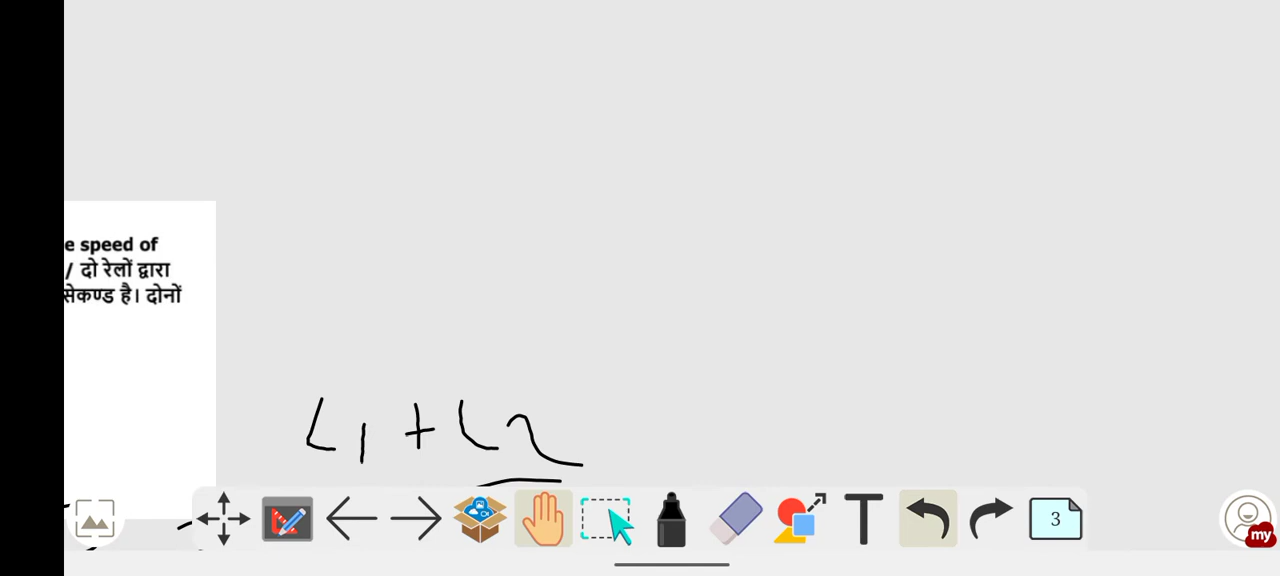 e speed of
/ दो रेलों द्वारा
सेकण्ड है। दोनों
L1 + L2
T
3
my